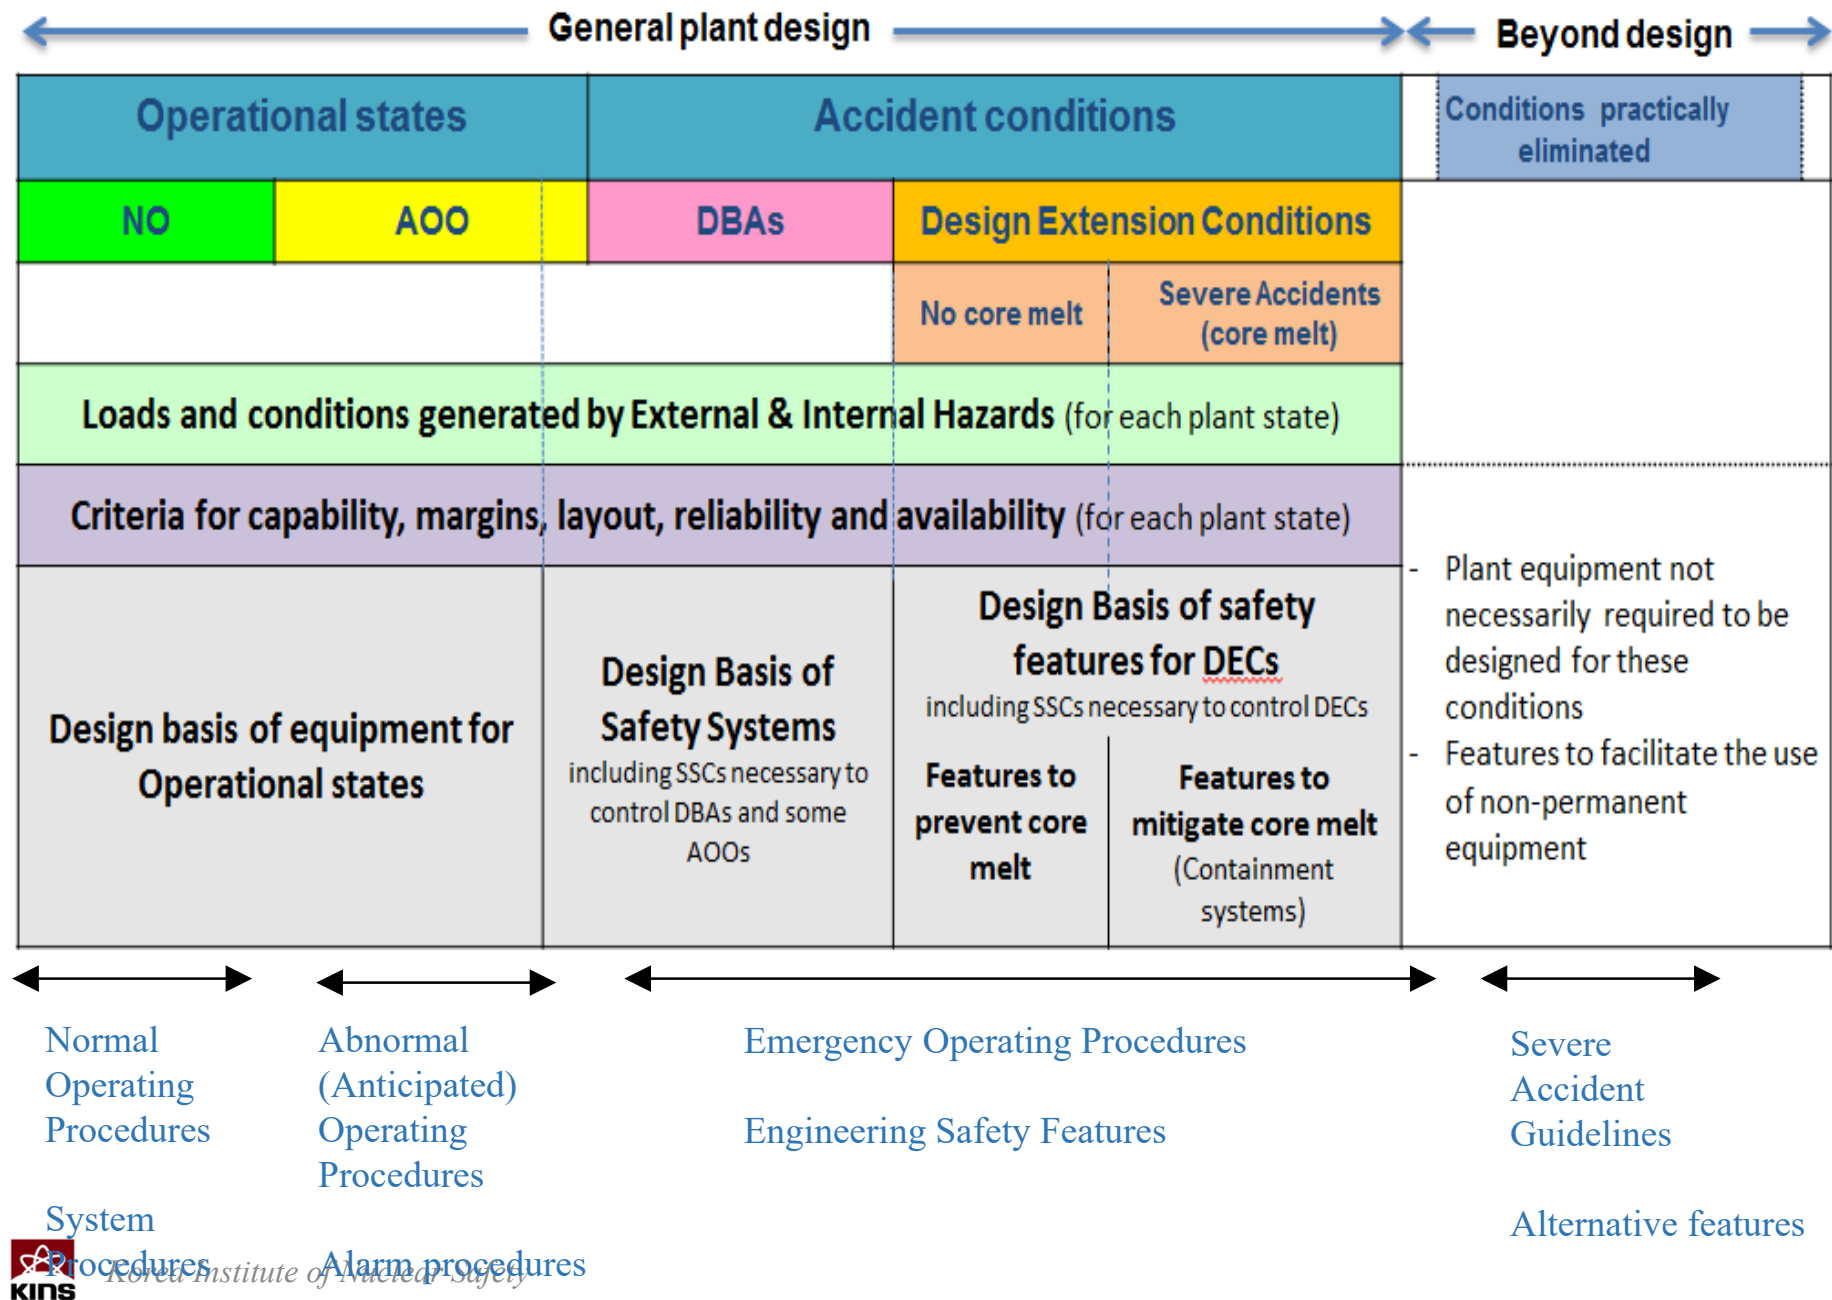 General plant design
Beyond design
Operational states
Accident conditions
Conditions practically
eliminated
NO
AOO
DBAs
Design Extension Conditions
No core melt
Severe Accidents
(core melt)
Loads and conditions generated by External & Internal Hazards (for each plant state)
Criteria for capability, margins, layout, reliability and availability (for each plant state)
Design basis of equipment for
Operational states
Design Basis of
Safety Systems
including SSCs necessary to
control DBAs and some
AOOs
Design Basis of safety
features for DECs
including SSCs necessary to control DECs
Features to
prevent core
melt
Features to
mitigate core melt
(Containment
systems)
- Plant equipment not
necessarily required to be
designed for these
conditions
- Features to facilitate the use
of non-permanent
equipment
Normal
Operating
Procedures
System
Procedures
Abnormal
(Anticipated)
Operating
Procedures
Alarm procedures
Emergency Operating Procedures
Engineering Safety Features
Severe
Accident
Guidelines
Alternative features
KINS
Korea Institute of Nuclear Safety